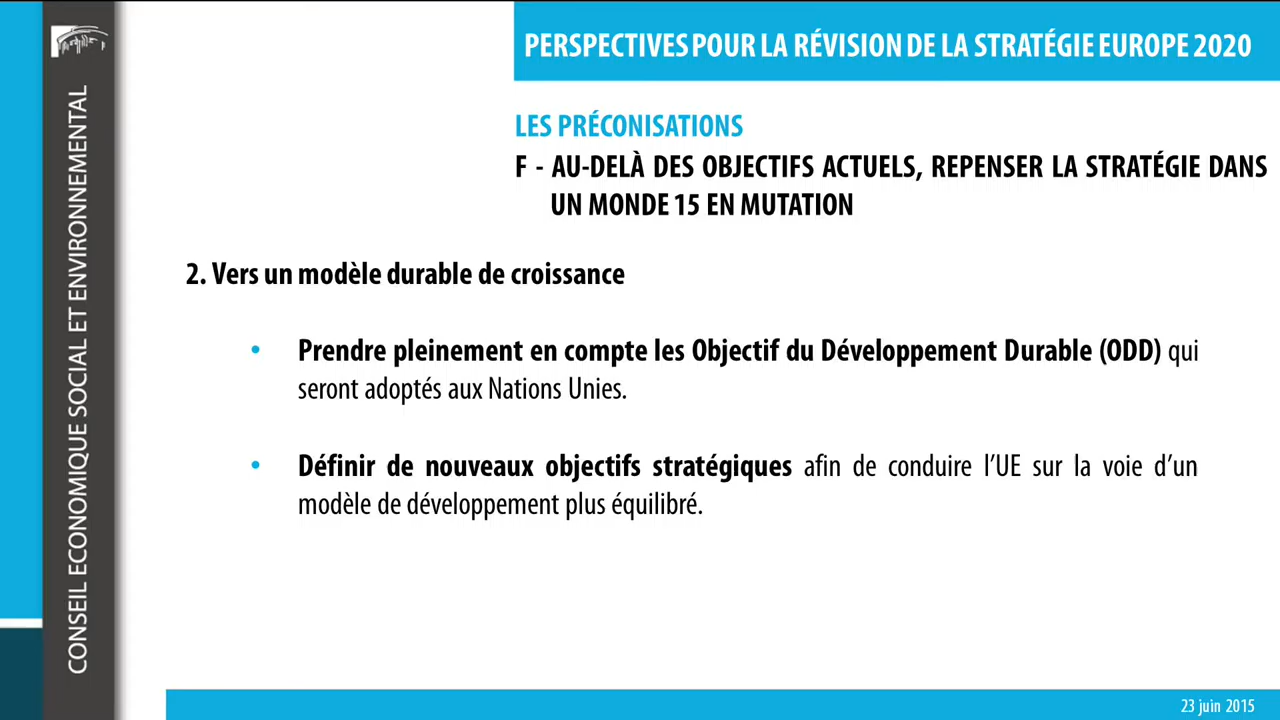 CONSEIL ECONOMIQUE SOCIAL ET ENVIRONNEMENTAL
PERSPECTIVES POUR LA RÉVISION DE LA STRATÉGIE EUROPE 2020
LES PRÉCONISATIONS
F - AU-DELÀ DES OBJECTIFS ACTUELS, REPENSER LA STRATÉGIE DANS
UN MONDE 15 EN MUTATION
2. Vers un modèle durable de croissance
• Prendre pleinement en compte les Objectif du Développement Durable (ODD) qui
seront adoptés aux Nations Unies.
• Définir de nouveaux objectifs stratégiques afin de conduire l’UE sur la voie d’un
modèle de développement plus équilibré.
23 juin 2015